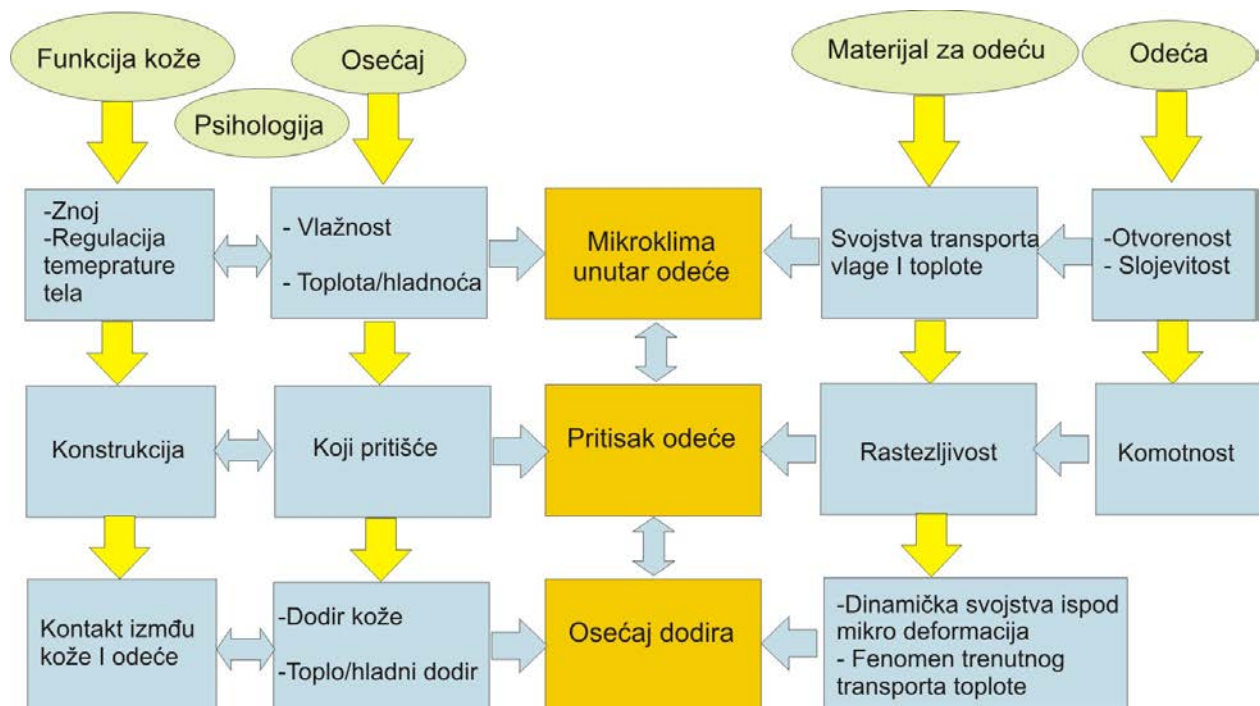 Funkcija kože
Osećaj
Psihologija
Materijal za odeću
Odeća
-Znoj
-Regulacija
temeprature
tela
- Vlažnost
- Toplota/hladnoća
Mikroklima
unutar odeće
Svojstva transporta
vlage I toplote
-Otvorenost
- Slojevitost
Konstrukcija
Koji pritišće
Pritisak odeće
Rastezljivost
Komotnost
Kontakt izmđu
kože I odeće
-Dodir kože
-Toplo/hladni dodir
Osećaj dodira
-Dinamička svojstva ispod
mikro deformacija
- Fenomen trenutnog
transporta toplote